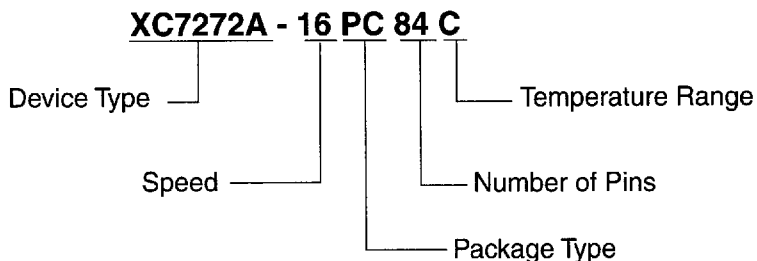 XC7272A - 16 PC 84 C
Device Type
Temperature Range
Speed
Number of Pins
Package Type